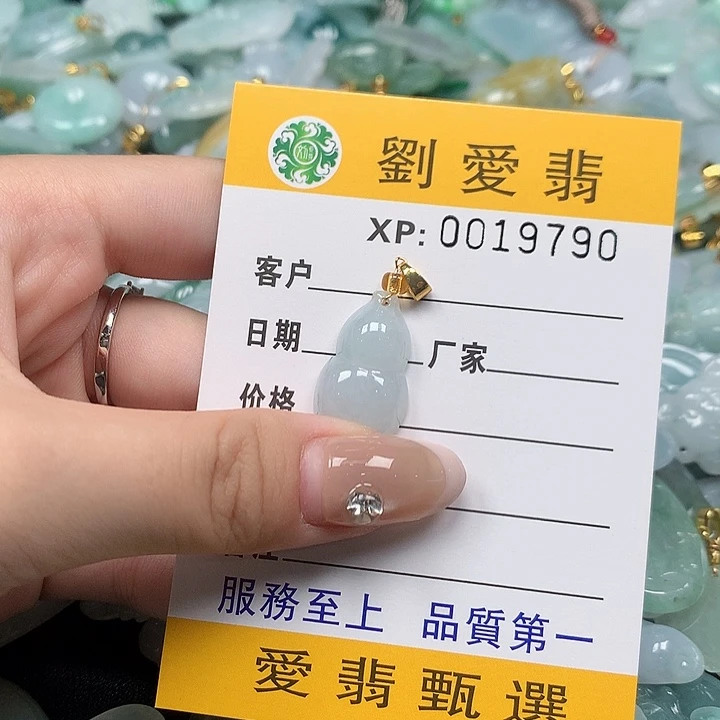 劉愛翡
XP: 0019790
客户
日期 厂家
价格
服務至上 品質第一
愛翡甄選